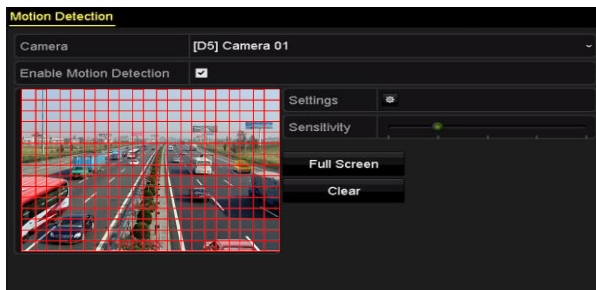 Motion Detection
Camera [D5] Camera 01
Enable Motion Detection
Settings
Sensitivity
Full Screen
Clear